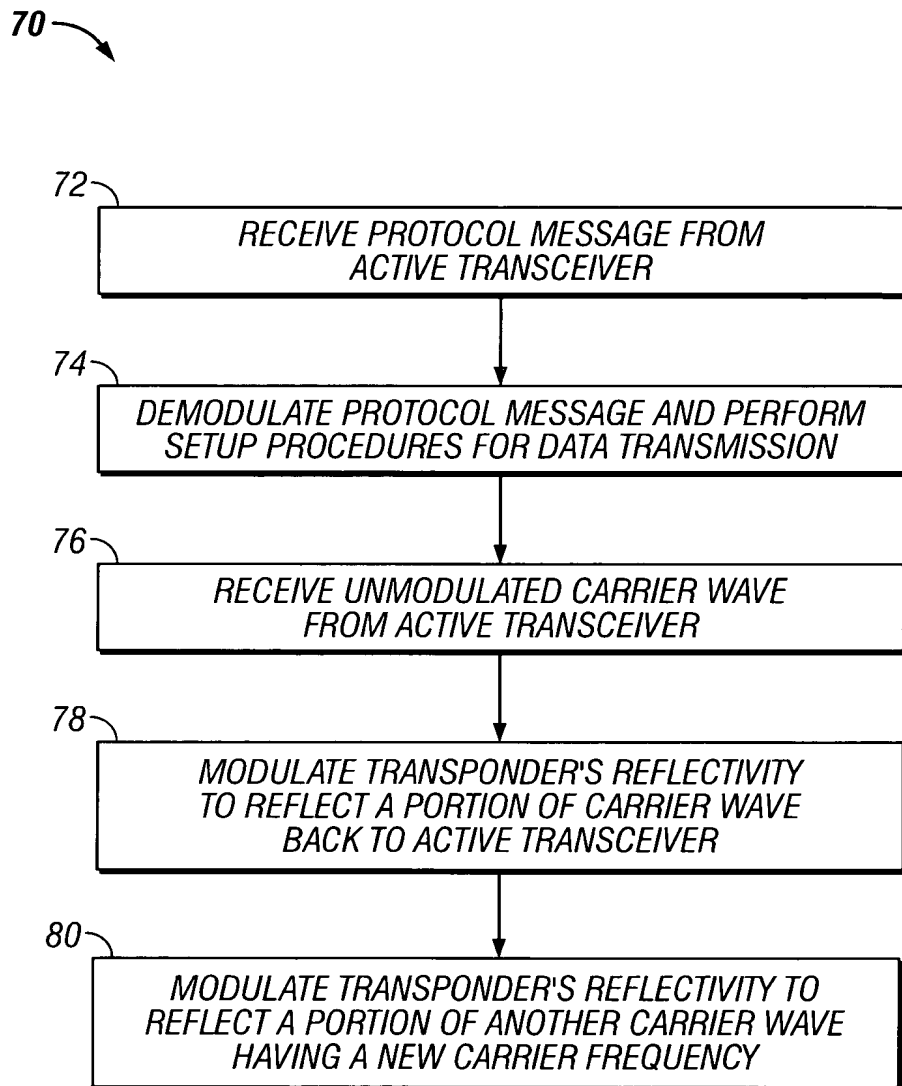 70
72
RECEIVE PROTOCOL MESSAGE FROM
ACTIVE TRANSCEIVER
74
DEMODULATE PROTOCOL MESSAGE AND PERFORM
SETUP PROCEDURES FOR DATA TRANSMISSION
76
RECEIVE UNMODULATED CARRIER WAVE
FROM ACTIVE TRANSCEIVER
78
MODULATE TRANSPONDER'S REFLECTIVITY
TO REFLECT A PORTION OF CARRIER WAVE
BACK TO ACTIVE TRANSCEIVER
80
MODULATE TRANSPONDER'S REFLECTIVITY TO
REFLECT A PORTION OF ANOTHER CARRIER WAVE
HAVING A NEW CARRIER FREQUENCY